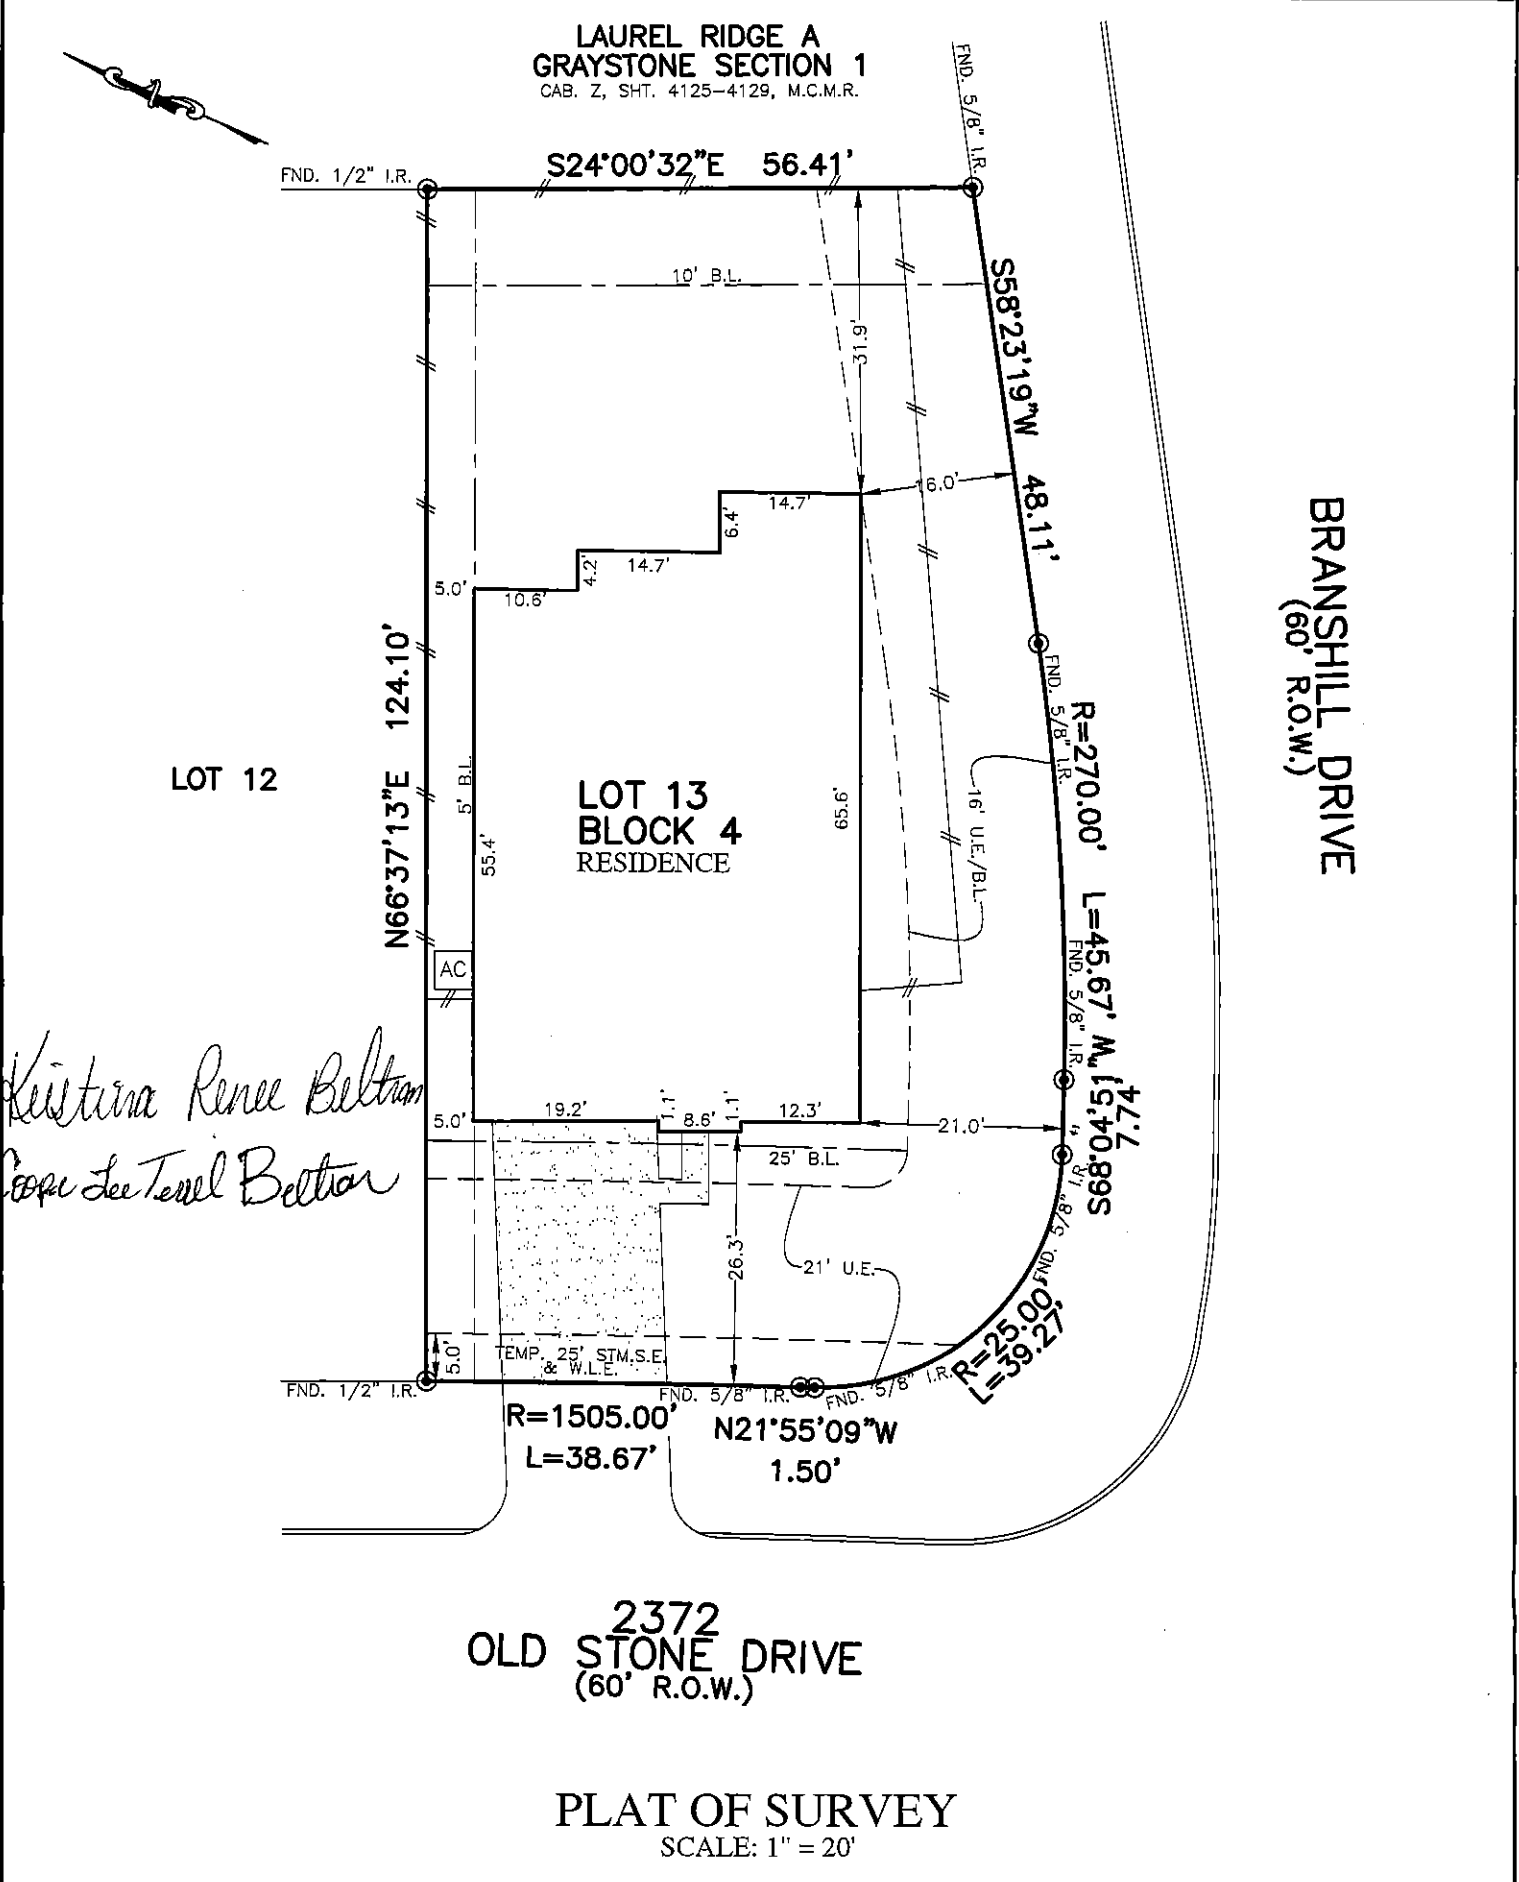 LAUREL RIDGE A
GRAYSTONE SECTION 1
CAB. Z, SHT. 4125-4129, M.C.M.R.
FND. 5/8" I.R.
FND. 1/2" I.R.
S24°00'32"E 56.41'
10' B.L.
31.9'
S58°23'19"W 48.11'
16.0'
14.7'
6.4'
14.7'
4.2'
10.6'
5.0'
FND. 5/8" I.R.
BRANSHILL DRIVE
(60' R.O.W.)
N66°37'13"E 124.10'
LOT 12
5' B.L.
55.4'
LOT 13
BLOCK 4
RESIDENCE
65.6'
16' U.E./B.L.
R=270.00' L=45.67'
FND. 5/8" I.R.
AC
Kristina Renee Beltran
Lee Terrel Beltran
5.0'
19.2'
1.1'
8.6'
1.1'
12.3'
21.0'
S68°04'51"W
7.74'
25' B.L.
FND. 5/8" I.R.
26.3'
21' U.E.
R=25.00'
L=39.27'
5.0'
TEMP. 25' STM.S.E.
& W.L.E.
FND. 1/2" I.R.
FND. 5/8" I.R.
FND. 5/8" I.R.
R=1505.00'
L=38.67'
N21°55'09"W
1.50'
2372
OLD STONE DRIVE
(60' R.O.W.)
PLAT OF SURVEY
SCALE: 1" = 20'